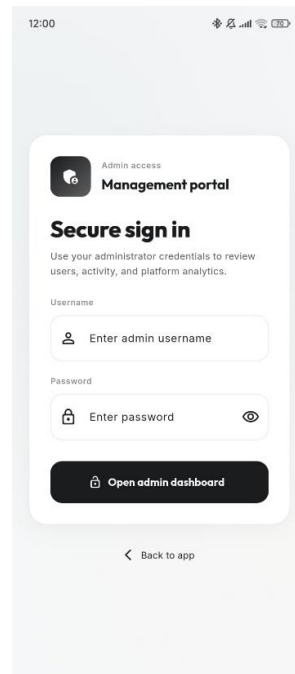 12:00
70
Admin access
Management portal
Secure sign in
Use your administrator credentials to review
users, activity, and platform analytics.
Username
Enter admin username
Password
Enter password
Open admin dashboard
Back to app